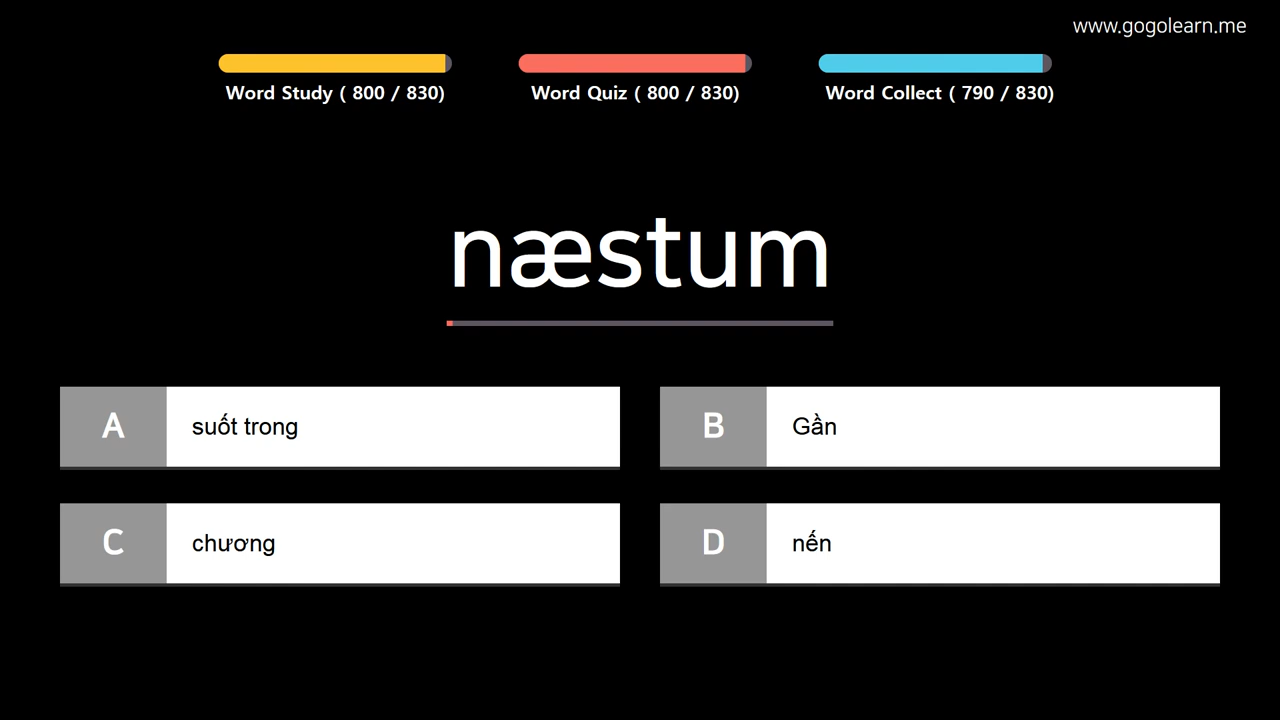 www.gogolearn.me
Word Study ( 800 / 830)
Word Quiz ( 800 / 830)
Word Collect ( 790 / 830)
næstum
A suốt trong
B Gần
C chương
D nến